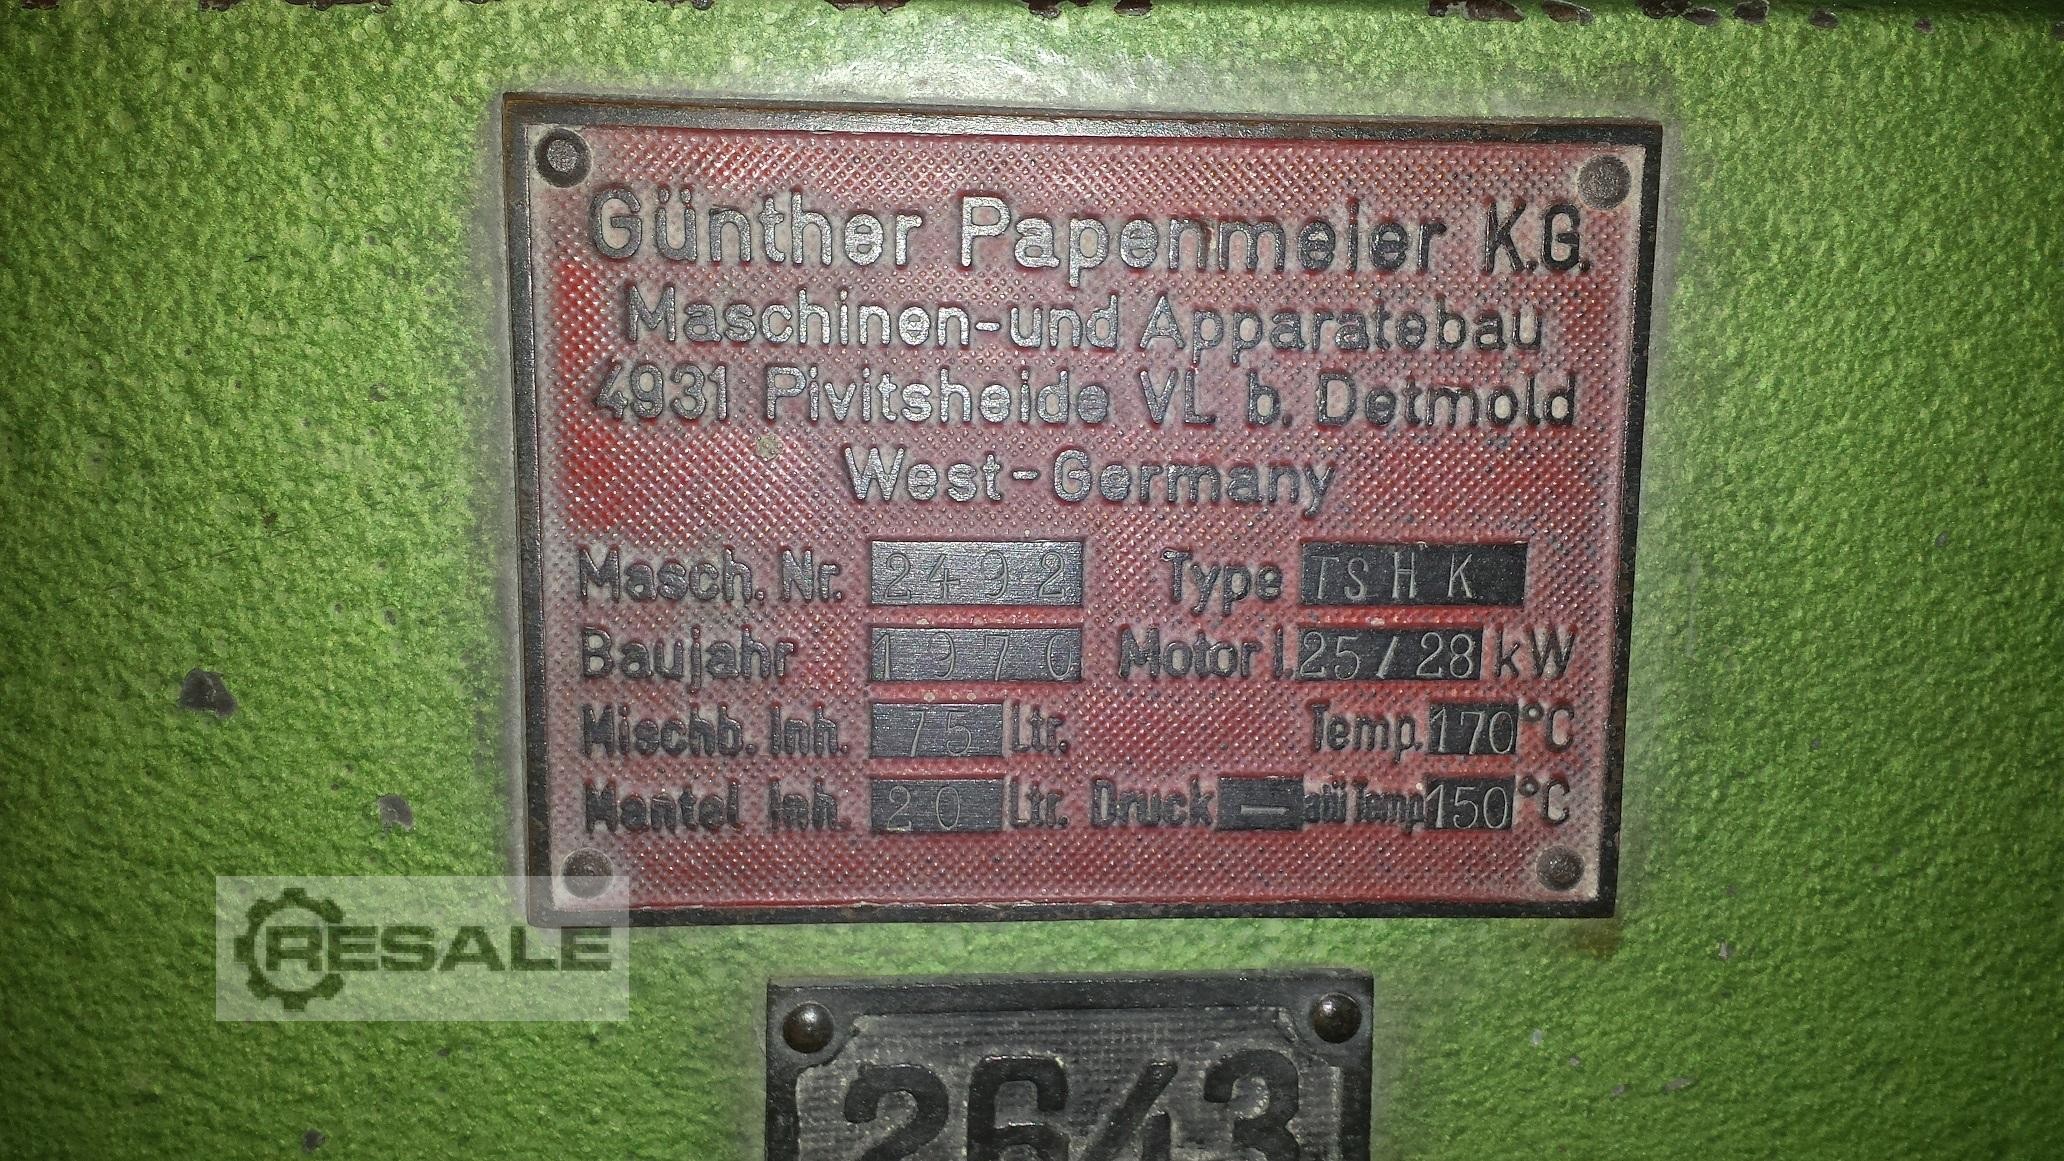 Günther Papenmeier K.G.
Maschinen-und Apparatebau
4931 Pivitsheide VL b. Detmold
West-Germany
Masch. Nr. 2492 Type TSHK
Baujahr 1970 Motor l. 25/28 kW
Mischb. Inh. 75 Ltr. Temp. 170 °C
Mantel Inh. 20 Ltr. Druck — atü Temp 150 °C
RESALE
2643